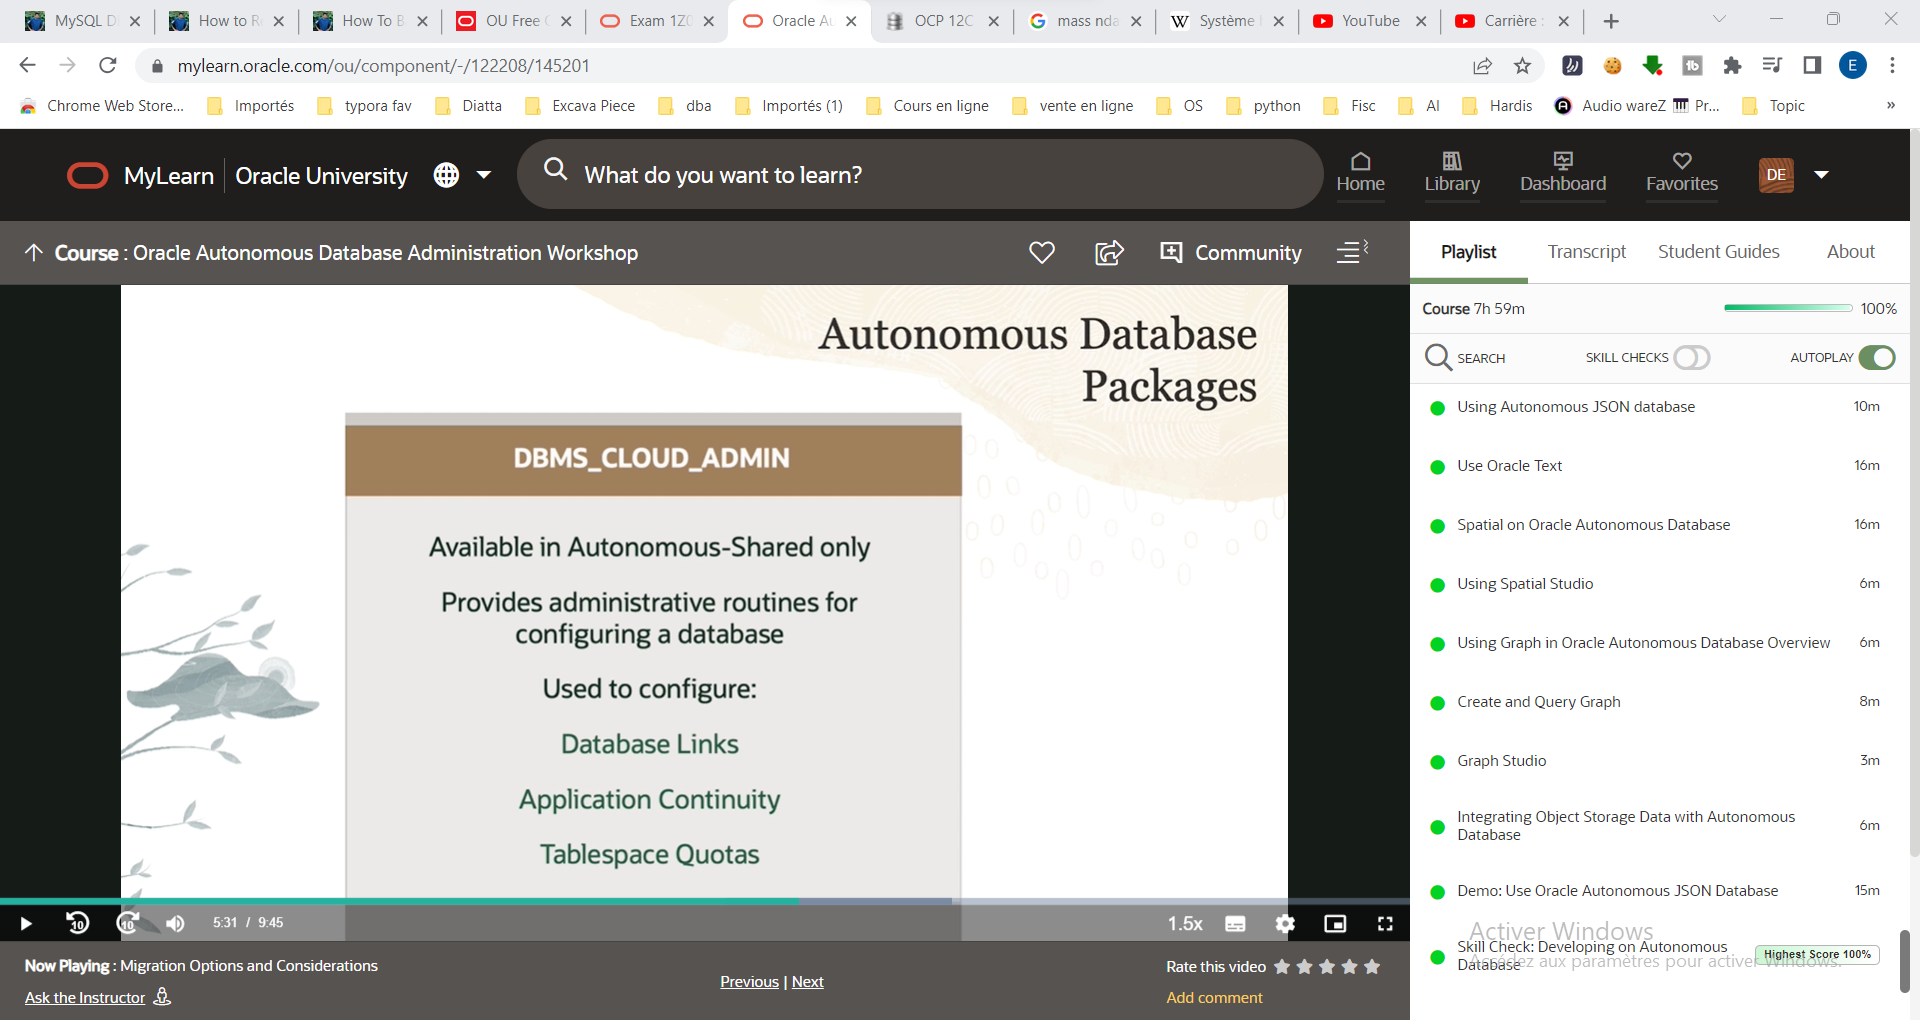 MySQL D
How to R
How To B
OU Free
Exam 1Z0
Oracle Au
OCP 12C
mass nda
Système
YouTube
Carrière :
mylearn.oracle.com/ou/component/-/122208/145201
E
Chrome Web Store...
Importés
typora fav
Diatta
Excava Piece
dba
Importés (1)
Cours en ligne
vente en ligne
OS
python
Fisc
AI
Hardis
Audio wareZ
Pr...
Topic
»
MyLearn
Oracle University
What do you want to learn?
Home
Library
Dashboard
Favorites
DE
Course : Oracle Autonomous Database Administration Workshop
Community
Playlist
Transcript
Student Guides
About
Course 7h 59m
100%
SEARCH
SKILL CHECKS
AUTOPLAY
Autonomous Database
Packages
DBMS_CLOUD_ADMIN
Available in Autonomous-Shared only
Provides administrative routines for
configuring a database
Used to configure:
Database Links
Application Continuity
Tablespace Quotas
Using Autonomous JSON database 10m
Use Oracle Text 16m
Spatial on Oracle Autonomous Database 16m
Using Spatial Studio 6m
Using Graph in Oracle Autonomous Database Overview 6m
Create and Query Graph 8m
Graph Studio 3m
Integrating Object Storage Data with Autonomous
Database
6m
Demo: Use Oracle Autonomous JSON Database 15m
Skill Check: Developing on Autonomous
Database
Highest Score 100%
Activer Windows
Accédez aux paramètres pour activer Windows.
10
10
5:31 / 9:45
1.5x
Now Playing : Migration Options and Considerations
Ask the Instructor
Previous | Next
Rate this video
Add comment